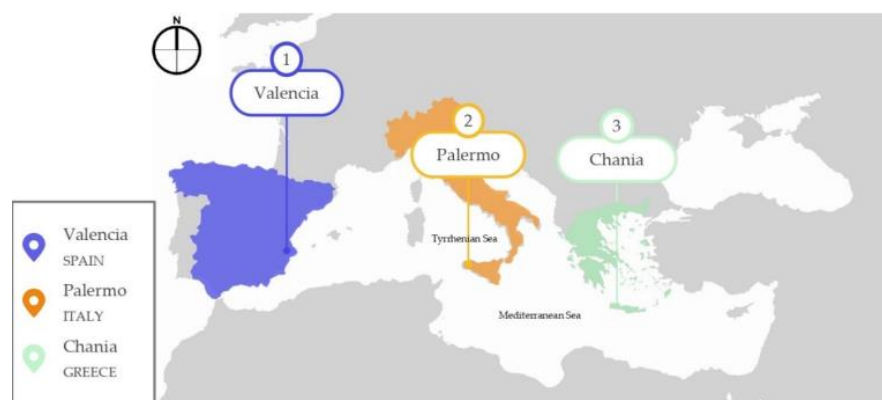 N
1
Valencia
2
Palermo
3
Chania
Tyrrhenian Sea
Mediterranean Sea
Valencia
SPAIN
Palermo
ITALY
Chania
GREECE